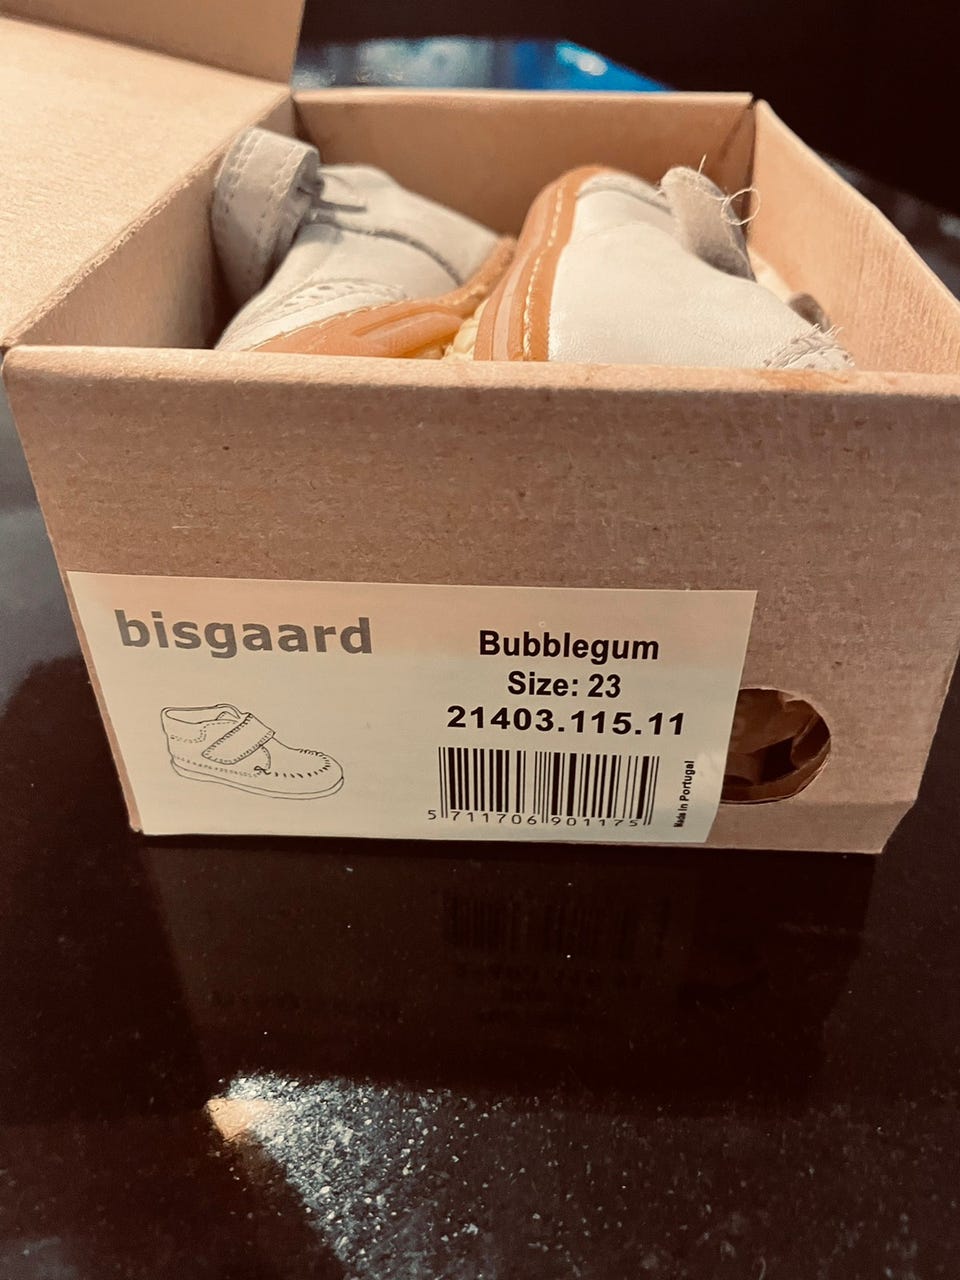 bisgaard
Bubblegum
Size: 23
21403.115.11
5 711706 901175
Made in Portugal